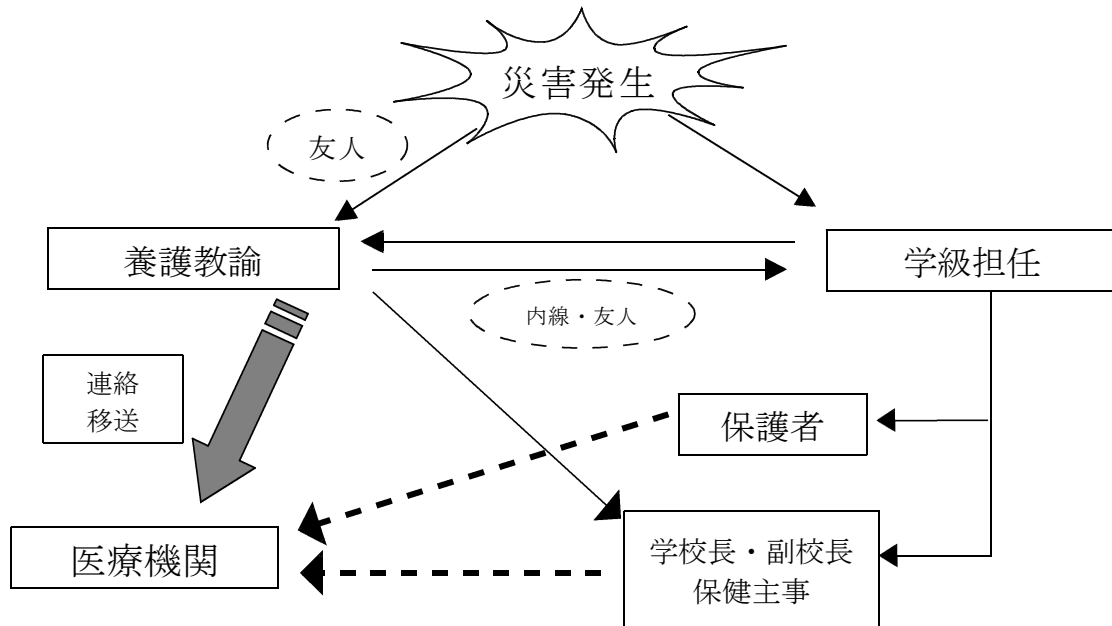 災害発生
友人
養護教諭
学級担任
内線・友人
連絡
移送
保護者
医療機関
学校長・副校長
保健主事